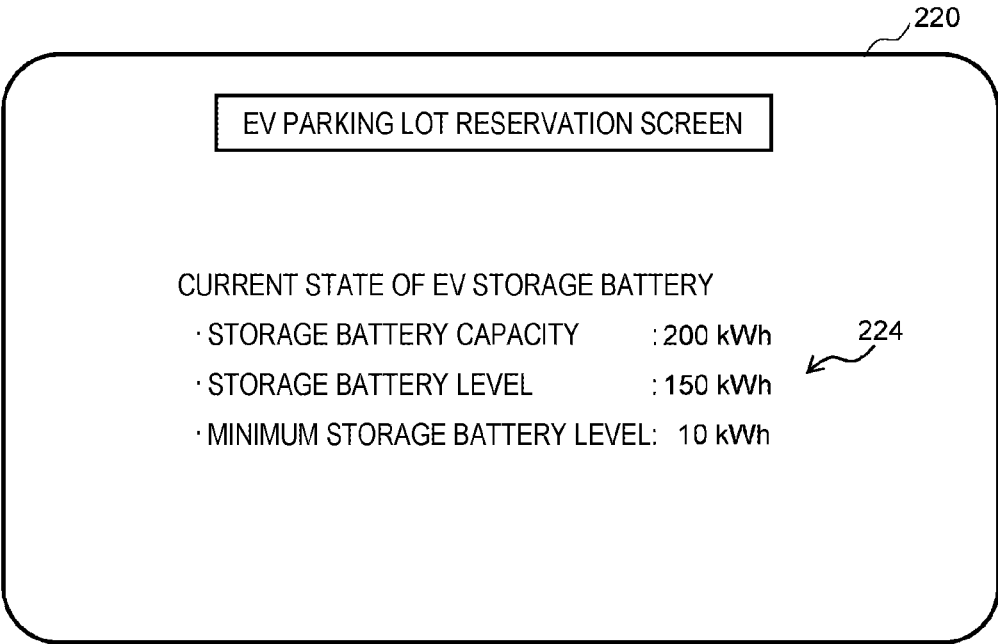 220
EV PARKING LOT RESERVATION SCREEN
CURRENT STATE OF EV STORAGE BATTERY
· STORAGE BATTERY CAPACITY : 200 kWh
224
· STORAGE BATTERY LEVEL : 150 kWh
· MINIMUM STORAGE BATTERY LEVEL: 10 kWh